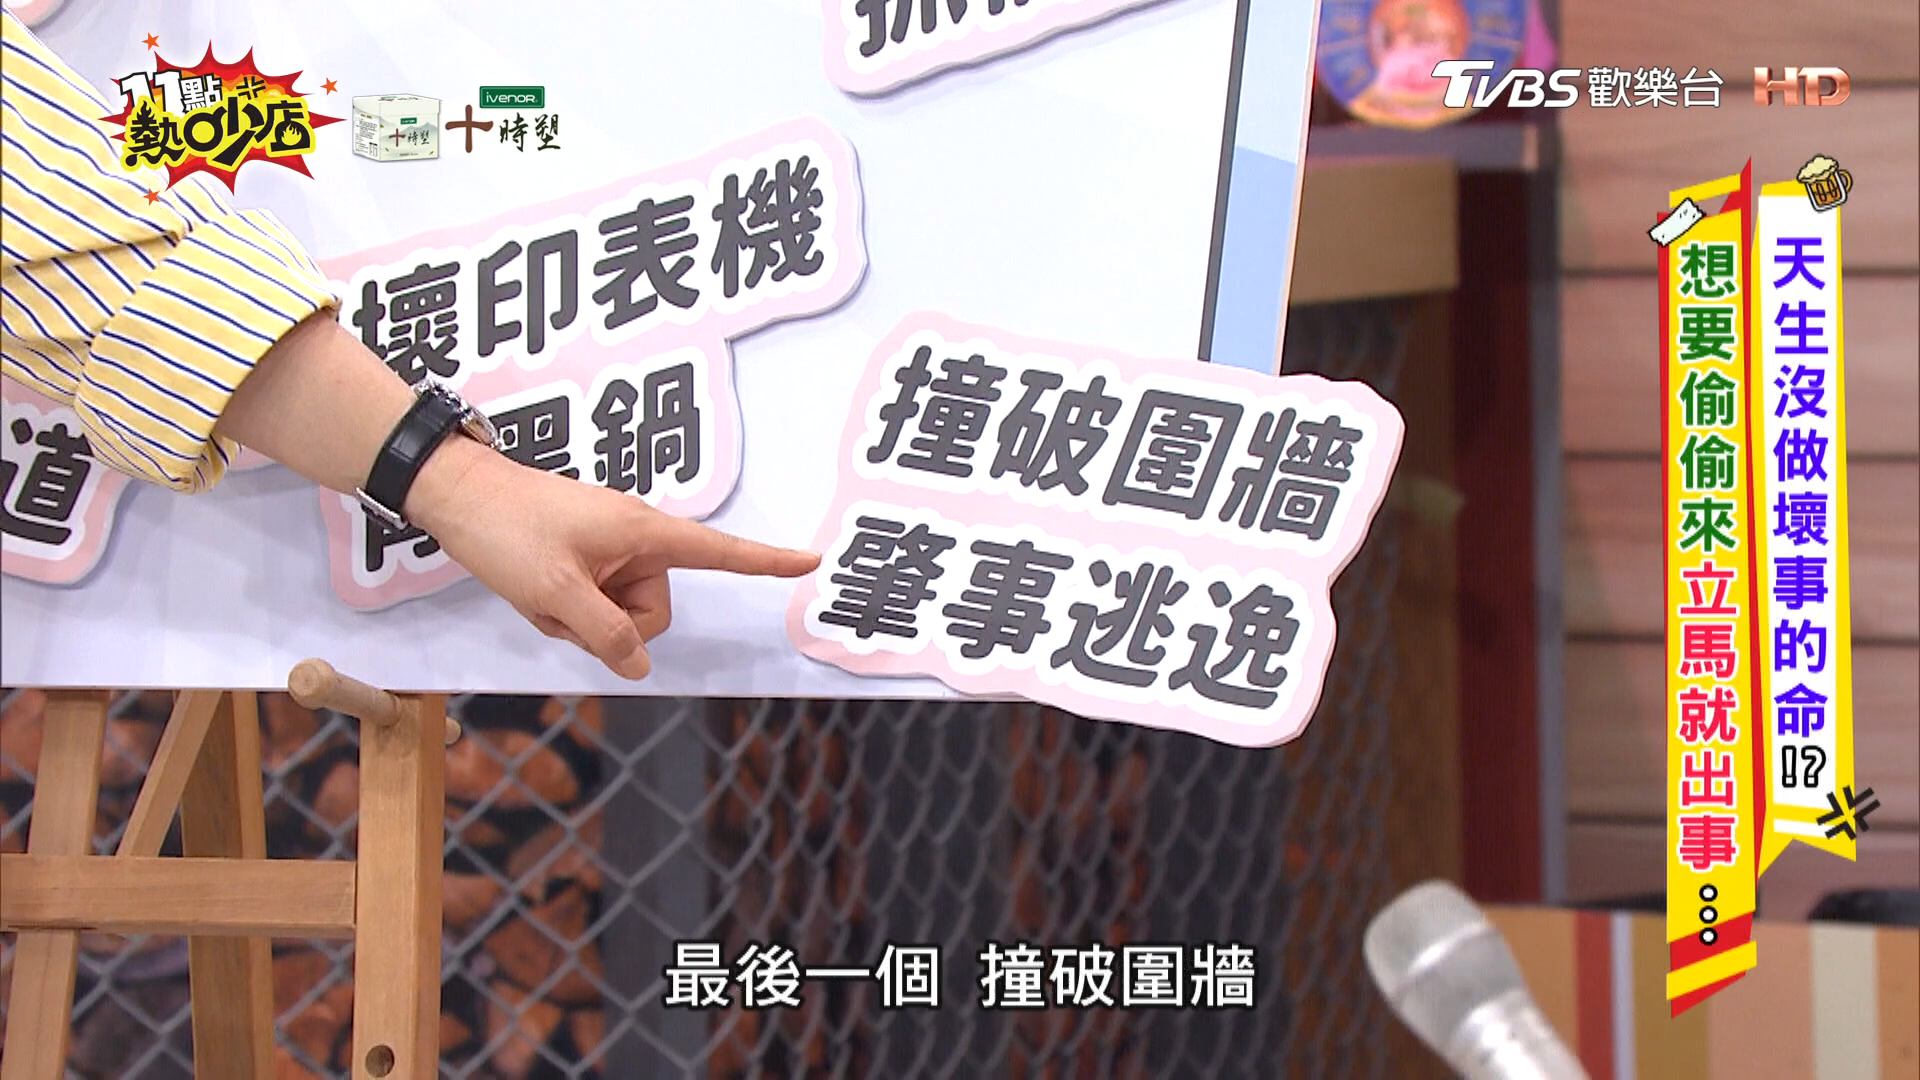 11點
熱吵店
iVENOR
十時塑
TVBS歡樂台 HD
壞印表機
背黑鍋
道
撞破圍牆
肇事逃逸
天生沒做壞事的命!?
想要偷偷來立馬就出事...
最後一個 撞破圍牆